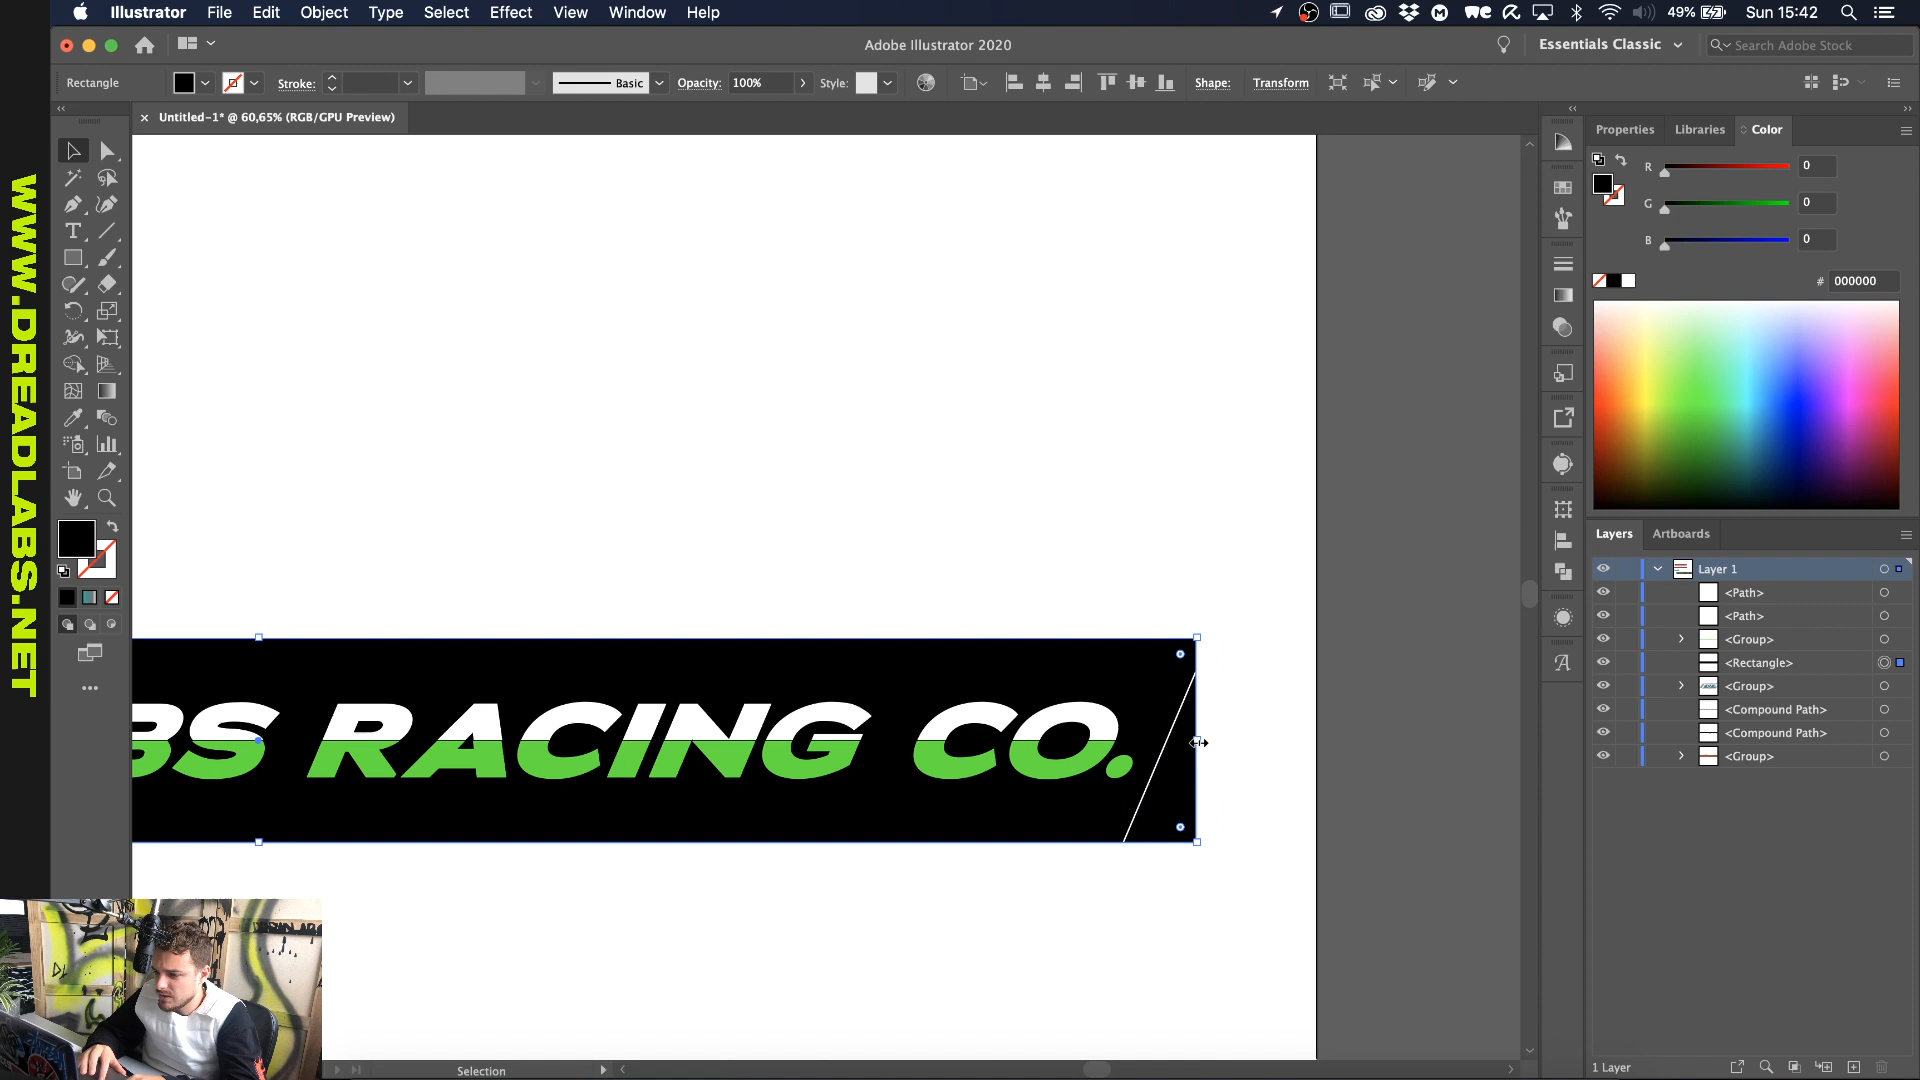 Illustrator File Edit Object Type Select Effect View Window Help
49% Sun 15:42
Adobe Illustrator 2020
Essentials Classic
Search Adobe Stock
Rectangle
Stroke:
Basic
Opacity: 100%
Style:
Shape:
Transform
× Untitled-1* @ 60,65% (RGB/GPU Preview)
Properties Libraries Color
R 0
G 0
B 0
# 000000
WWW.DREADLABS.NET
BS RACING CO.
Layers Artboards
Layer 1
<Path>
<Path>
<Group>
<Rectangle>
<Group>
<Compound Path>
<Compound Path>
<Group>
1 Layer
Selection